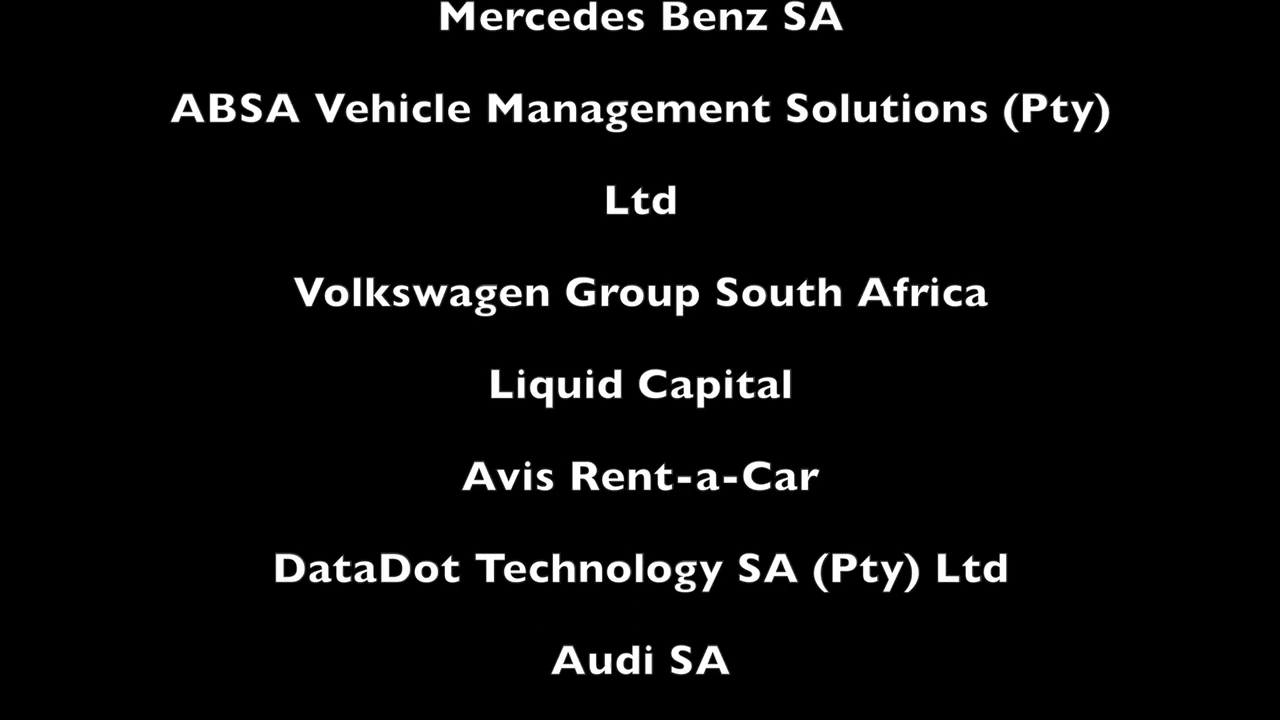 Mercedes Benz SA
ABSA Vehicle Management Solutions (Pty)
Ltd
Volkswagen Group South Africa
Liquid Capital
Avis Rent-a-Car
DataDot Technology SA (Pty) Ltd
Audi SA